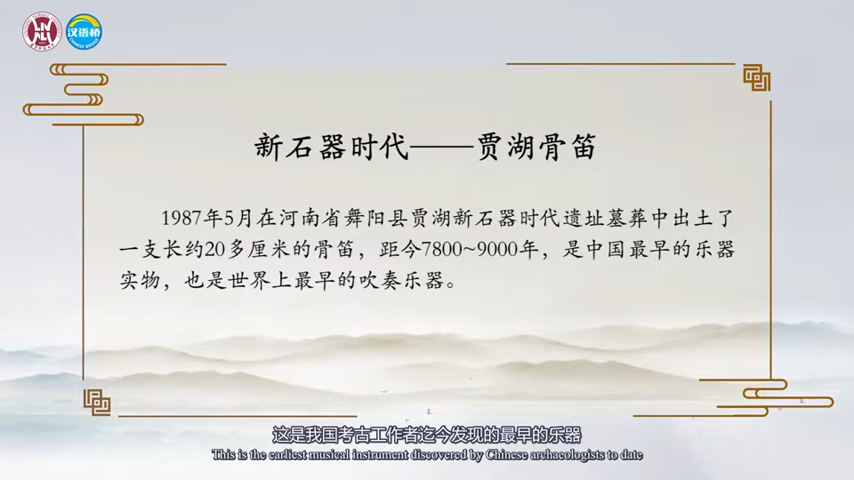 汉语桥
CHINESE BRIDGE
新石器时代——贾湖骨笛
1987年5月在河南省舞阳县贾湖新石器时代遗址墓葬中出土了
一支长约20多厘米的骨笛，距今7800~9000年，是中国最早的乐器
实物，也是世界上最早的吹奏乐器。
这是我国考古工作者迄今发现的最早的乐器
This is the earliest musical instrument discovered by Chinese archaeologists to date